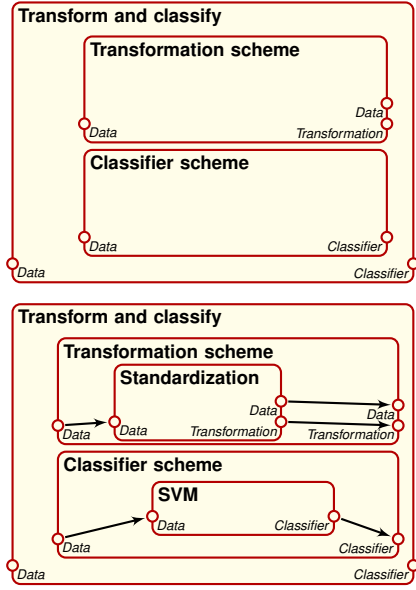 Transform and classify
Transformation scheme
Data
Data Transformation
Classifier scheme
Data Classifier
Data Classifier
Transform and classify
Transformation scheme
Standardization
Data Data
Data Data Transformation Transformation
Classifier scheme
SVM
Data Classifier
Data Classifier
Data Classifier